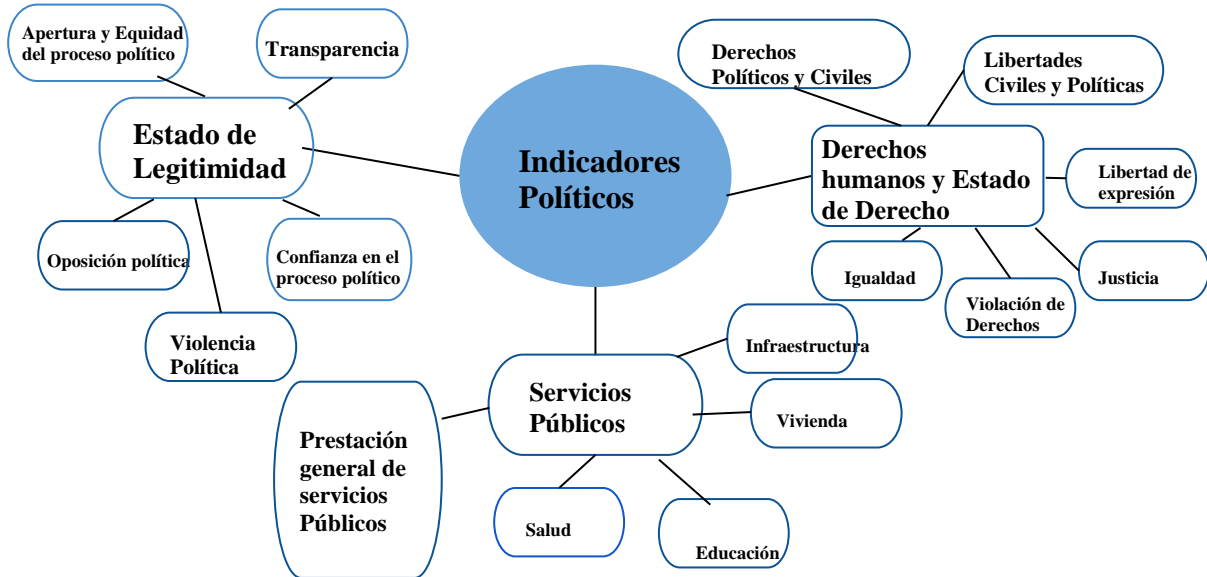 Apertura y Equidad
del proceso político
Transparencia
Estado de
Legitimidad
Oposición política
Confianza en el
proceso político
Violencia
Política
Indicadores
Políticos
Derechos
Políticos y Civiles
Libertades
Civiles y Políticas
Derechos
humanos y Estado
de Derecho
Libertad de
expresión
Igualdad
Violación de
Derechos
Justicia
Servicios
Públicos
Infraestructura
Vivienda
Prestación
general de
servicios
Públicos
Salud
Educación